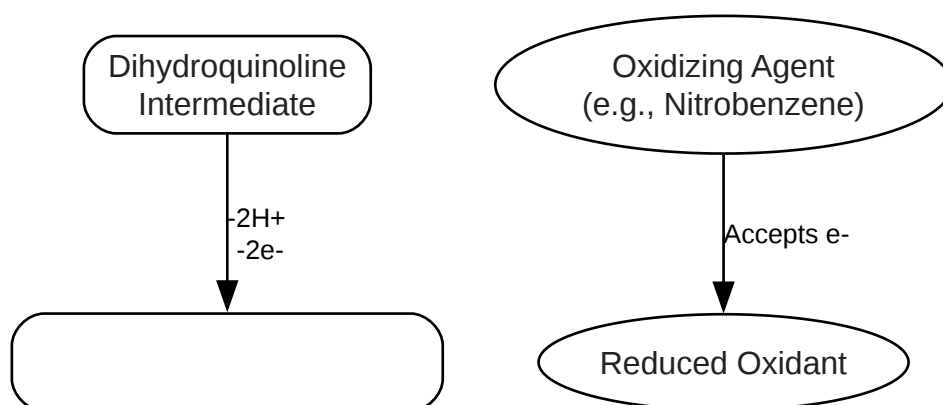 Dihydroquinoline
Intermediate
Oxidizing Agent
(e.g., Nitrobenzene)
-2H+
-2e-
Accepts e-
Reduced Oxidant